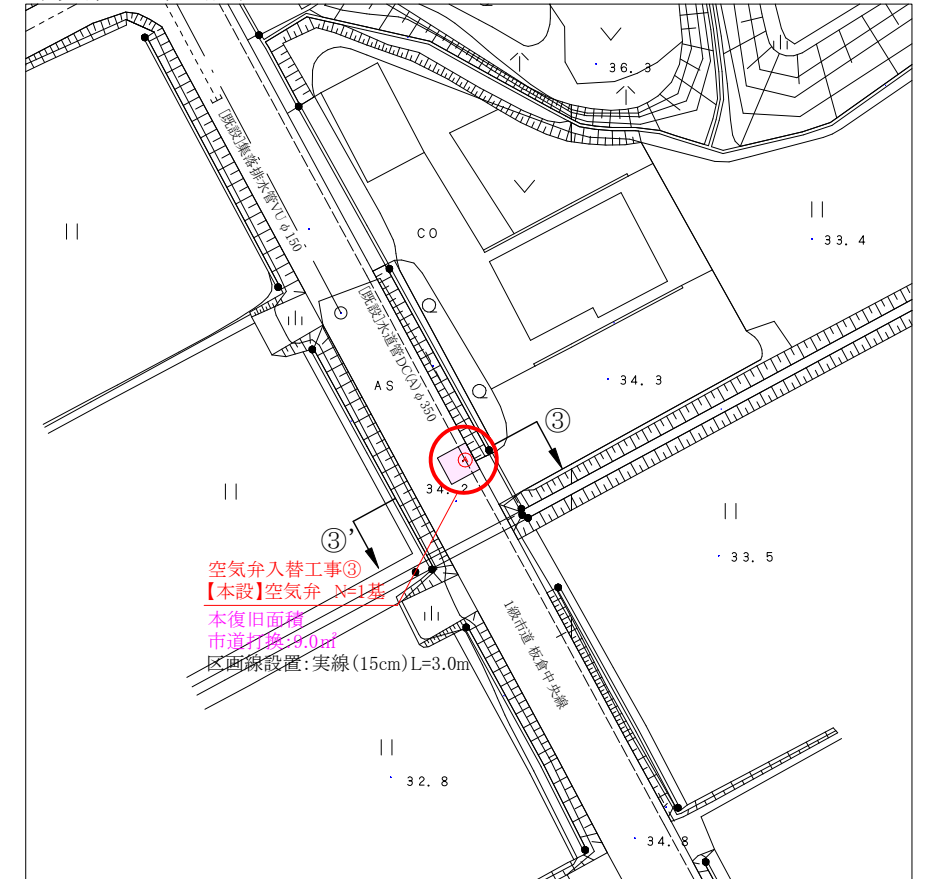 36.3
[既設]集落排水管VUφ150
CO
33.4
[既設]水道管DC(A)φ350
AS
34.3
③
34.2
③'
33.5
空気弁入替工事③
【本設】空気弁 N=1基
本復旧面積
市道打換:9.0㎡
区画線設置:実線(15cm)L=3.0m
1級市道 板倉中央線
32.8
34.8